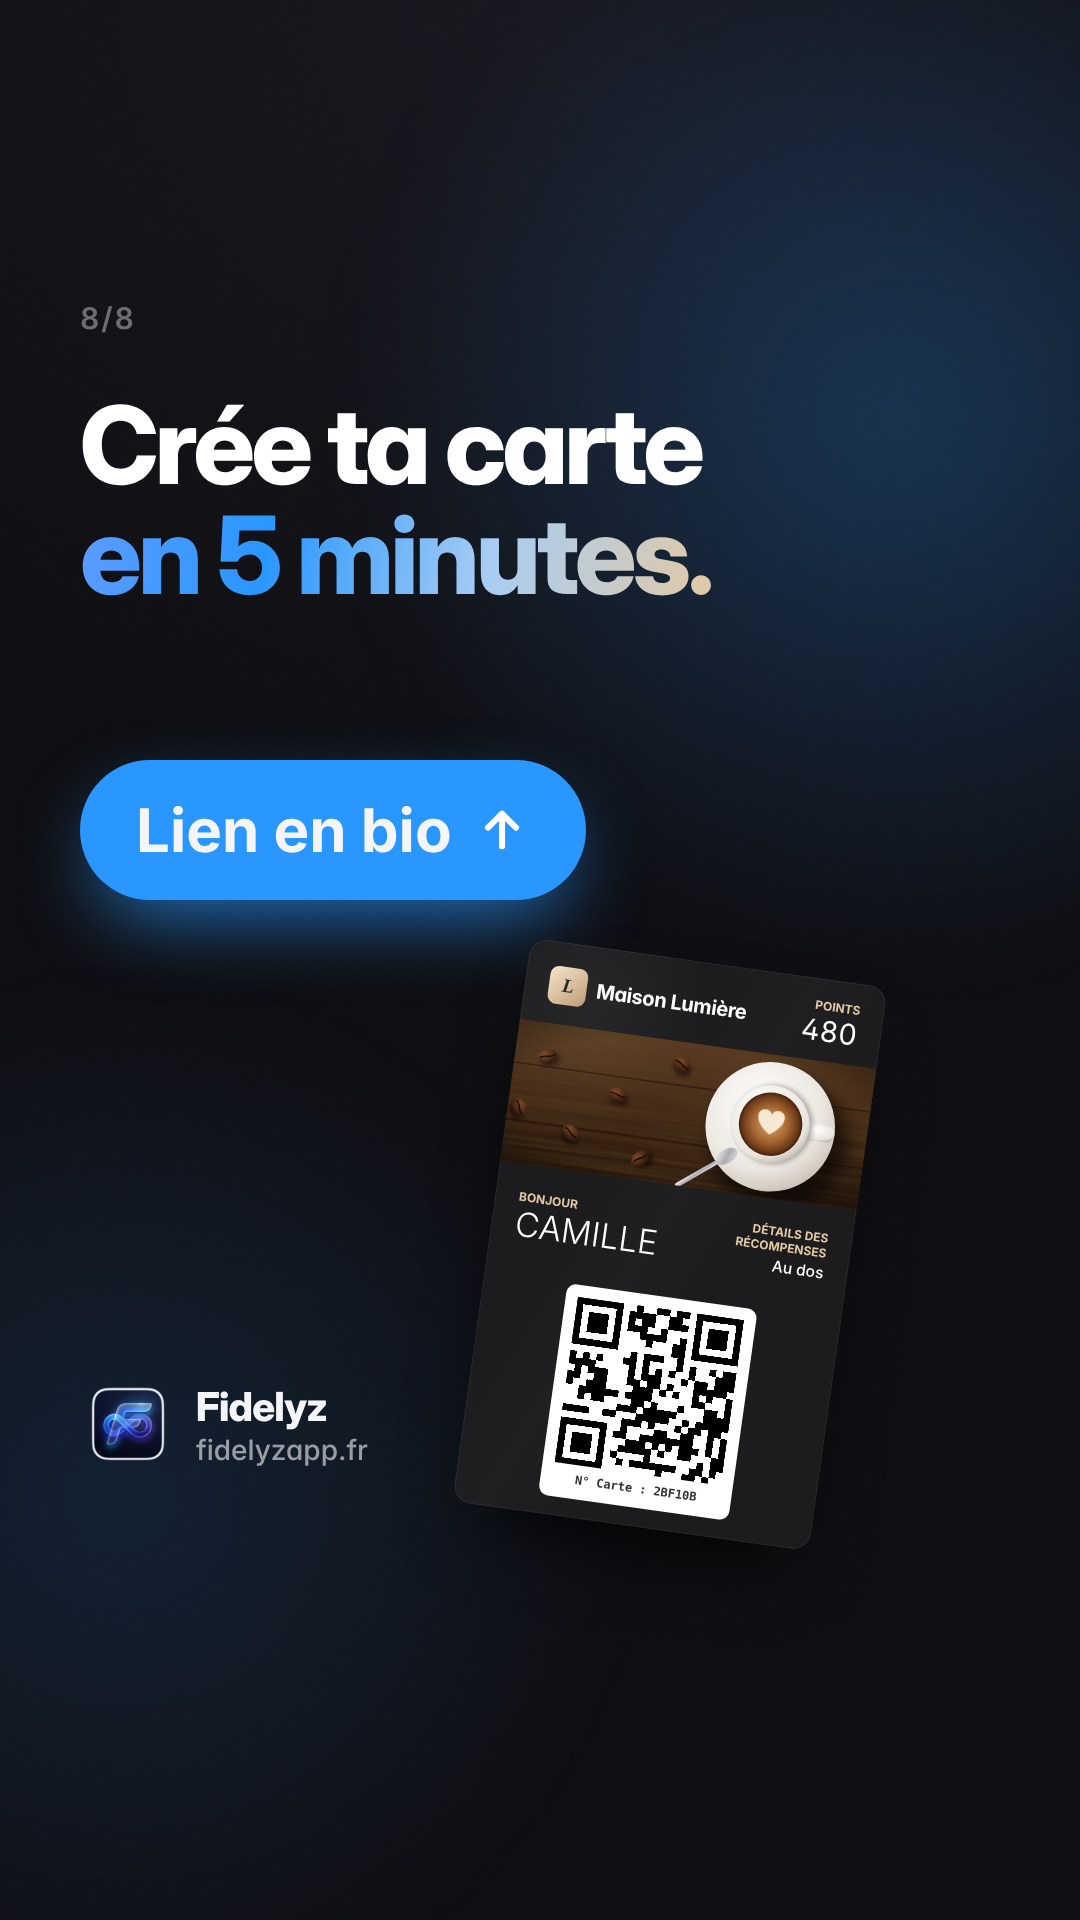 8/8
Crée ta carte
en 5 minutes.
Lien en bio ↑
L Maison Lumière
POINTS
480
BONJOUR
CAMILLE
DÉTAILS DES
RÉCOMPENSES
Au dos
N° Carte : 2BF10B
Fidelyz
fidelyzapp.fr